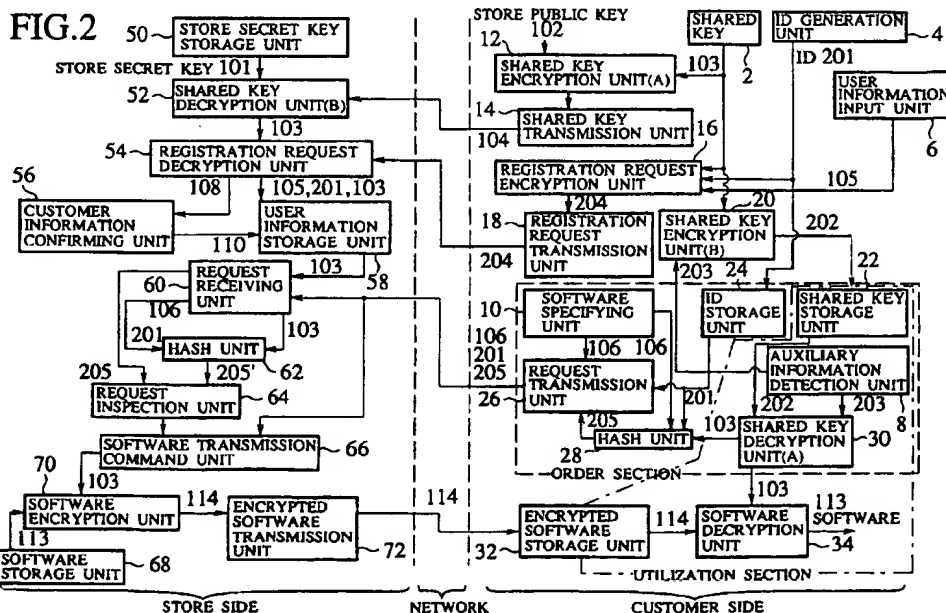 FIG.2
50
STORE SECRET KEY
STORAGE UNIT
STORE SECRET KEY 101
52
SHARED KEY
DECRYPTION UNIT(B)
103
54
REGISTRATION REQUEST
DECRYPTION UNIT
108
105,201,103
56
CUSTOMER
INFORMATION
CONFIRMING UNIT
110
USER
INFORMATION
STORAGE UNIT
58
103
60
REQUEST
RECEIVING
UNIT
106
201
103
HASH UNIT
62
205
205'
REQUEST
INSPECTION UNIT
64
SOFTWARE TRANSMISSION
COMMAND UNIT
66
103
70
SOFTWARE
ENCRYPTION UNIT
114
ENCRYPTED
SOFTWARE
TRANSMISSION
UNIT
72
114
113
SOFTWARE
STORAGE UNIT
68
STORE SIDE
NETWORK
CUSTOMER SIDE
STORE PUBLIC KEY
102
12
SHARED KEY
ENCRYPTION UNIT(A)
103
SHARED
KEY
2
ID GENERATION
UNIT
4
ID 201
USER
INFORMATION
INPUT UNIT
6
14
SHARED KEY
TRANSMISSION UNIT
104
16
REGISTRATION REQUEST
ENCRYPTION UNIT
105
204
18
REGISTRATION
REQUEST
TRANSMISSION
UNIT
204
20
SHARED KEY
ENCRYPTION
UNIT(B)
202
203
24
22
10
SOFTWARE
SPECIFYING
UNIT
106
106
106
ID
STORAGE
UNIT
SHARED KEY
STORAGE
UNIT
201
205
REQUEST
TRANSMISSION
UNIT
26
201
205
HASH UNIT
28
103
AUXILIARY
INFORMATION
DETECTION UNIT
8
202
203
SHARED KEY
DECRYPTION
UNIT(A)
30
ORDER SECTION
103
ENCRYPTED
SOFTWARE
STORAGE UNIT
32
114
SOFTWARE
DECRYPTION
UNIT
34
113
SOFTWARE
UTILIZATION SECTION